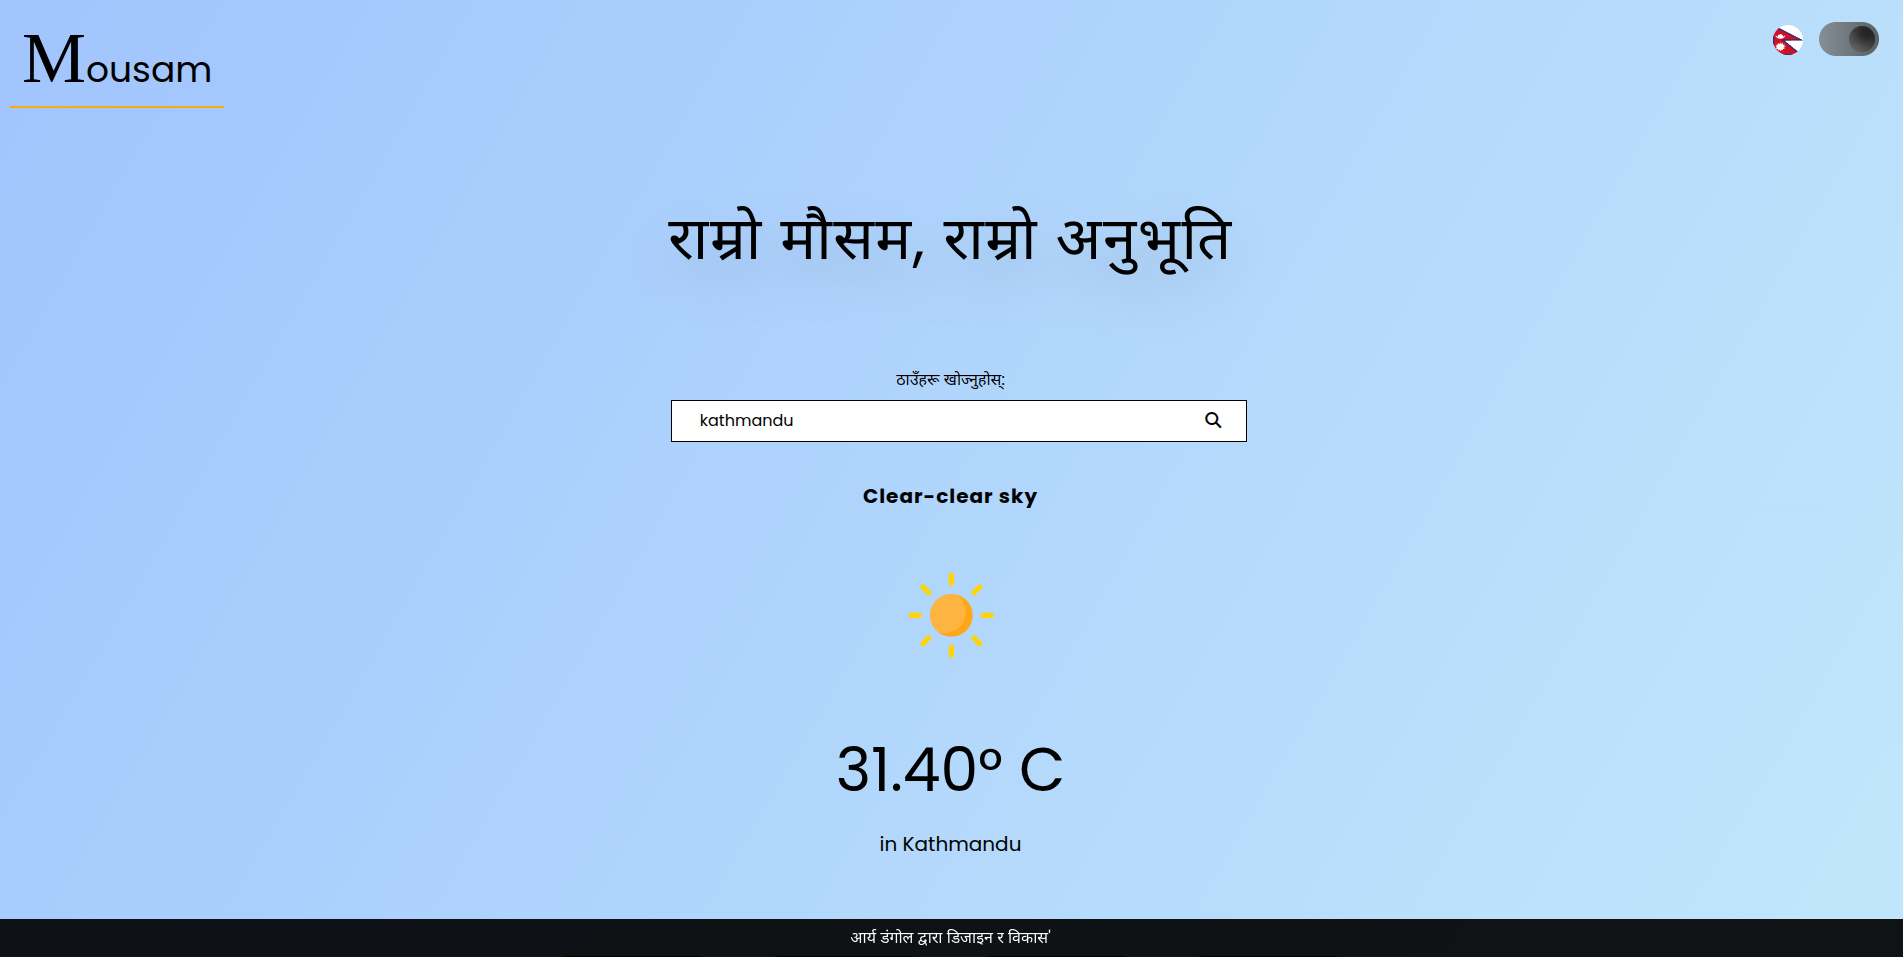 Mousam
राम्रो मौसम, राम्रो अनुभूति
ठाउँहरू खोज्नुहोस्:
kathmandu
Clear-clear sky
31.40° C
in Kathmandu
आर्य डंगोल द्वारा डिजाइन र विकास'